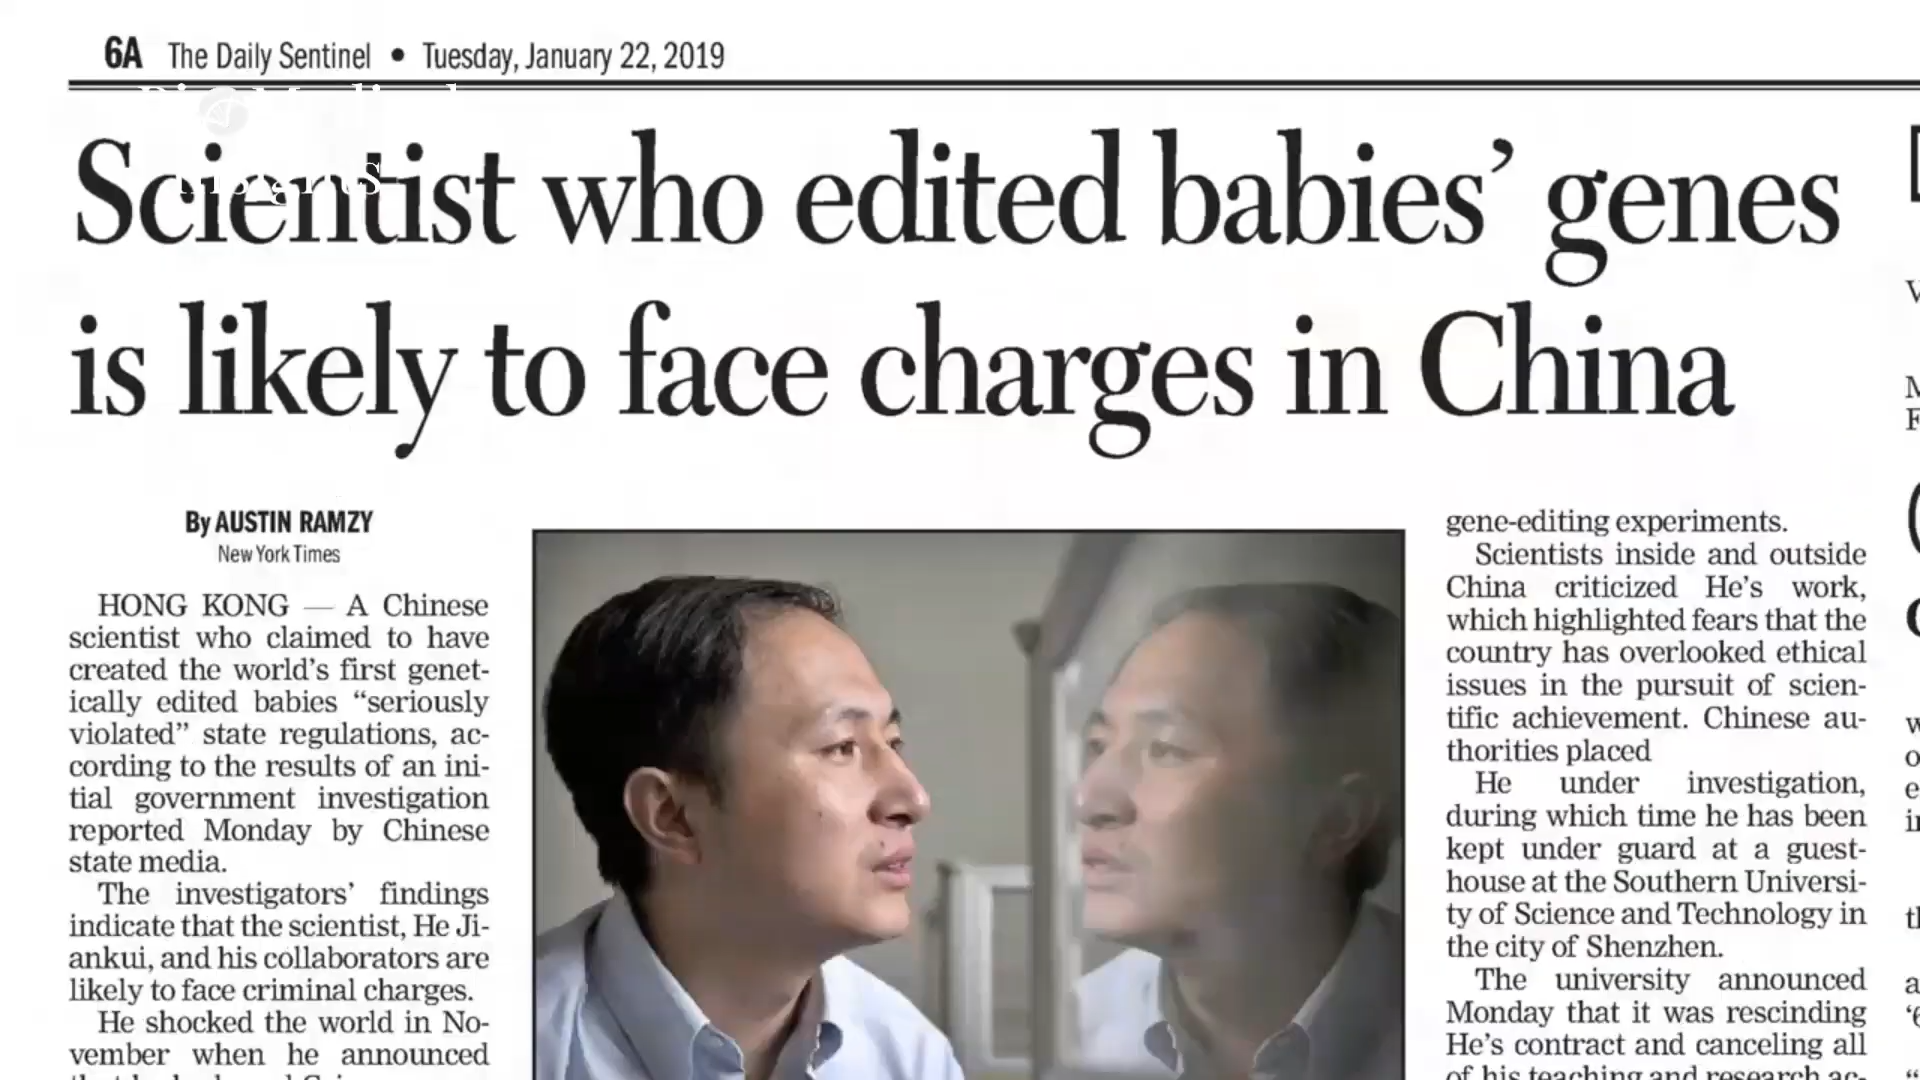 6A The Daily Sentinel • Tuesday, January 22, 2019
Scientist who edited babies’ genes
is likely to face charges in China
By AUSTIN RAMZY
New York Times
HONG KONG — A Chinese
scientist who claimed to have
created the world’s first genet-
ically edited babies “seriously
violated” state regulations, ac-
cording to the results of an ini-
tial government investigation
reported Monday by Chinese
state media.
The investigators’ findings
indicate that the scientist, He Ji-
ankui, and his collaborators are
likely to face criminal charges.
He shocked the world in No-
vember when he announced
gene-editing experiments.
Scientists inside and outside
China criticized He’s work,
which highlighted fears that the
country has overlooked ethical
issues in the pursuit of scien-
tific achievement. Chinese au-
thorities placed
He under investigation,
during which time he has been
kept under guard at a guest-
house at the Southern Universi-
ty of Science and Technology in
the city of Shenzhen.
The university announced
Monday that it was rescinding
He’s contract and canceling all
of his teaching and research ac-